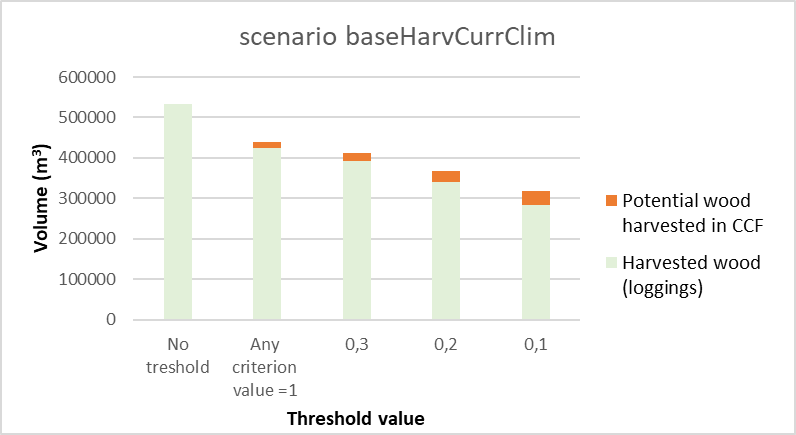 scenario baseHarvCurrClim
600000
500000
400000
300000
200000
100000
0
Volume (m³)
No
treshold
Any
criterion
value =1
0,3
0,2
0,1
Threshold value
Potential wood
harvested in CCF
Harvested wood
(loggings)